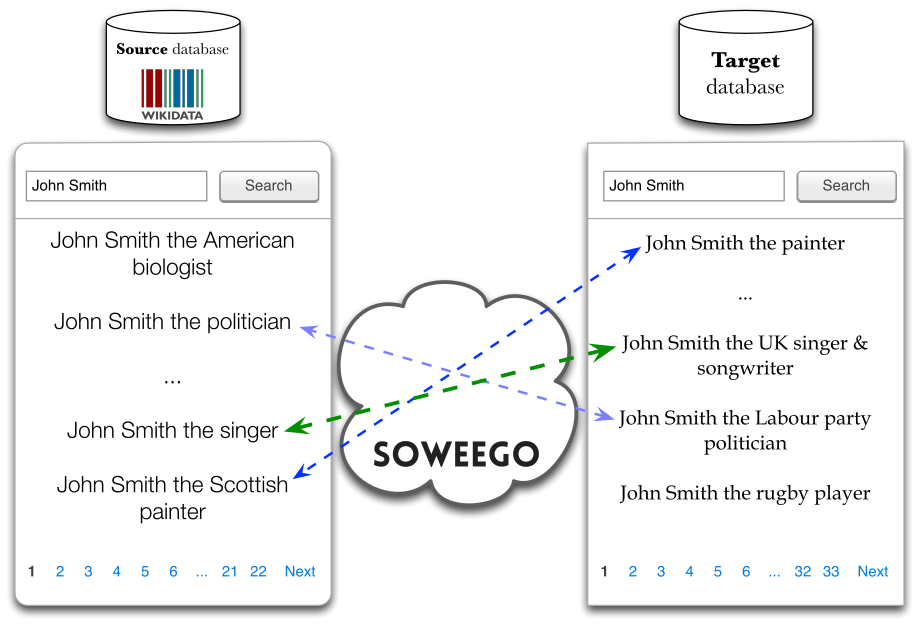 Source database
WIKIDATA
John Smith
Search
John Smith the American
biologist
John Smith the politician
...
John Smith the singer
John Smith the Scottish
painter
1 2 3 4 5 6 ... 21 22 Next
SOWEEGO
Target
database
John Smith
Search
John Smith the painter
...
John Smith the UK singer &
songwriter
John Smith the Labour party
politician
John Smith the rugby player
1 2 3 4 5 6 ... 32 33 Next